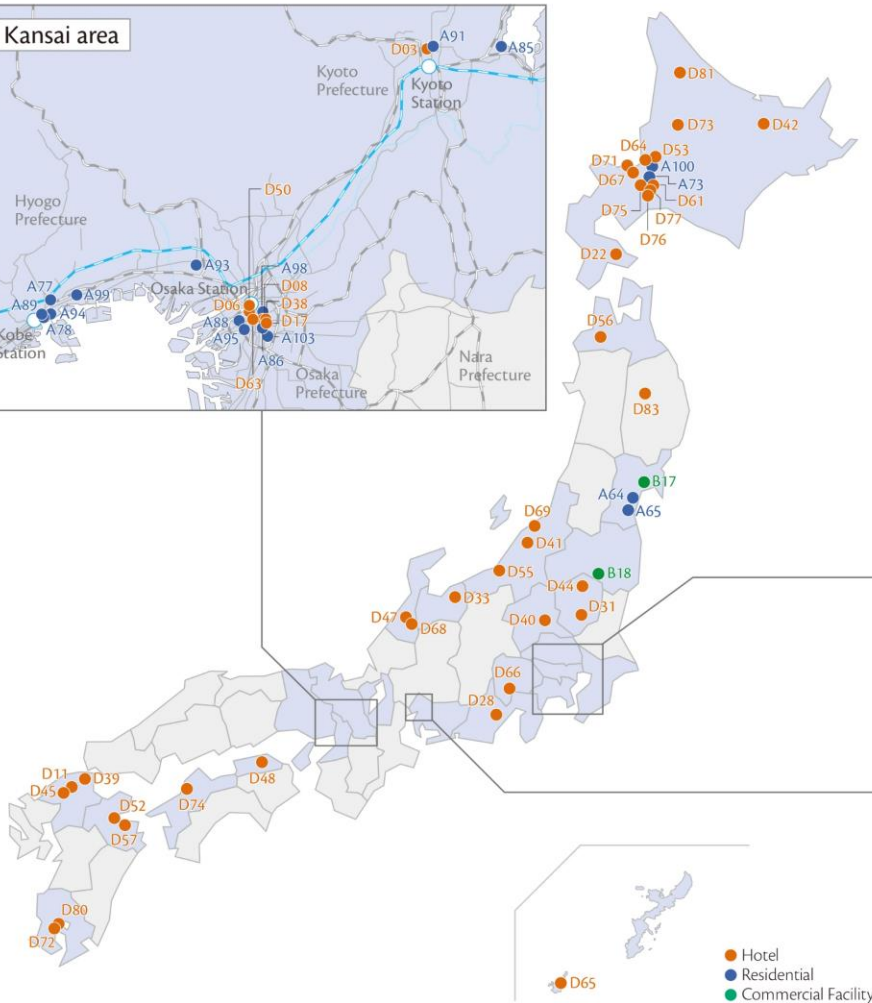 Kansai area
D03
A91
A85
Kyoto
Prefecture
Kyoto
Station
D50
Hyogo
Prefecture
A93
A98
Osaka Station
D08
D06
D38
A77
A99
A89
A94
A78
Kobe
Station
A88
D17
A95
A103
A86
D63
Osaka
Prefecture
Nara
Prefecture
D81
D73
D42
D64
D53
D71
A100
D67
A73
D61
D75
D77
D76
D22
D56
D83
B17
A64
A65
D69
D41
D55
B18
D44
D33
D31
D47
D40
D68
D66
D28
D11
D39
D45
D48
D52
D74
D57
D80
D72
D65
Hotel
Residential
Commercial Facility